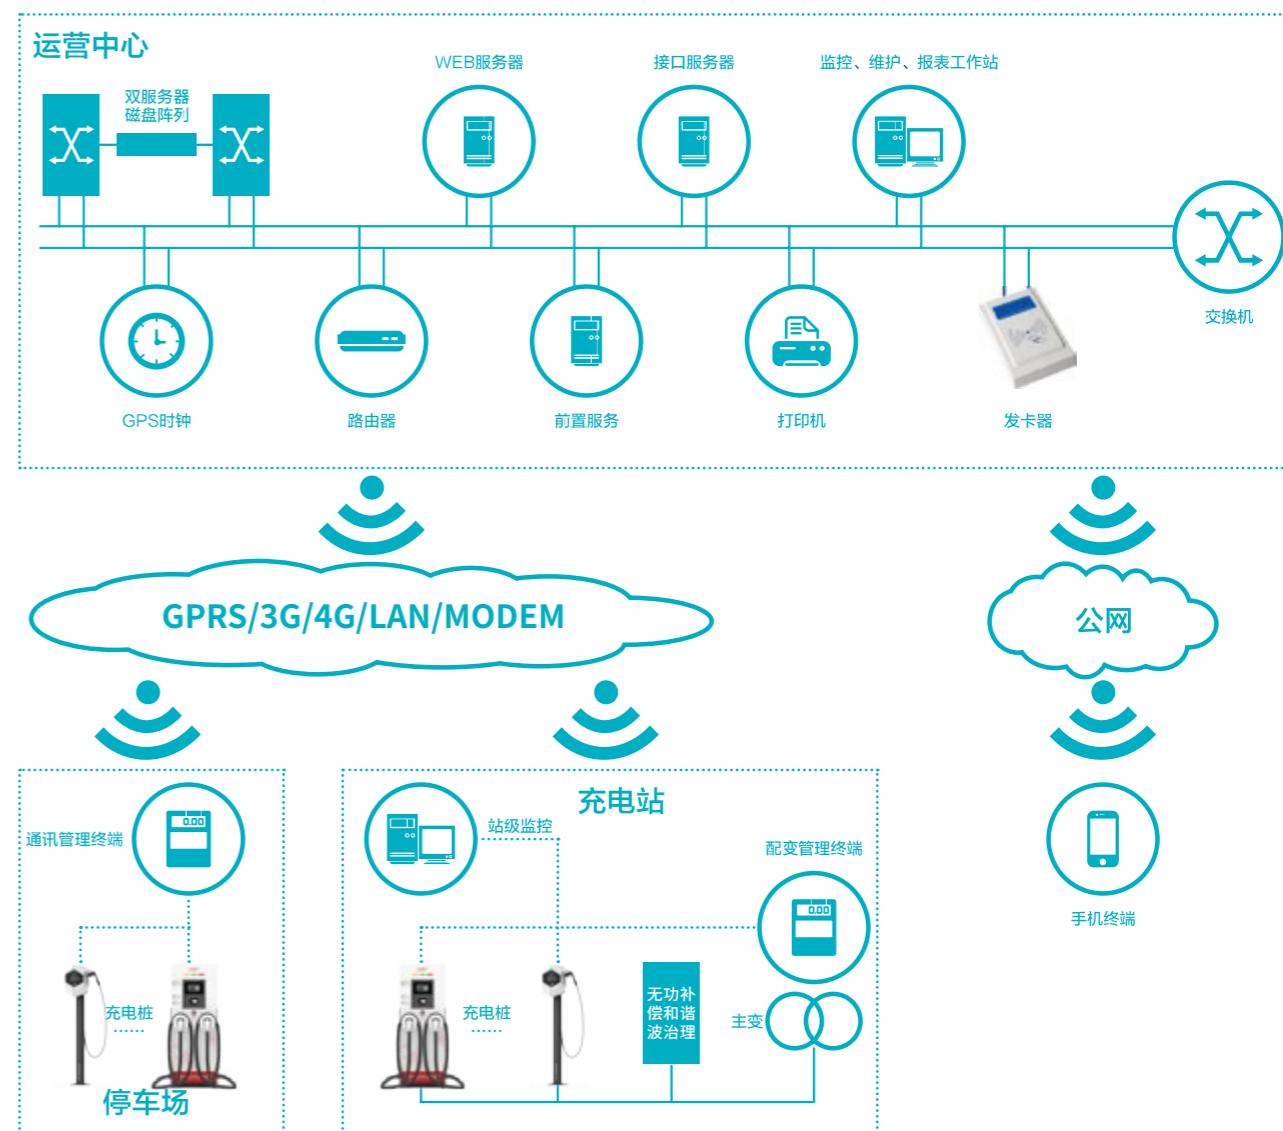 运营中心
双服务器
磁盘阵列
WEB服务器
接口服务器
监控、维护、报表工作站
交换机
GPS时钟
路由器
前置服务
打印机
发卡器
GPRS/3G/4G/LAN/MODEM
公网
通讯管理终端
0.00
充电桩
......
停车场
充电站
站级监控
配变管理终端
0.00
充电桩
......
无功补
偿和谐
波治理
主变
手机终端